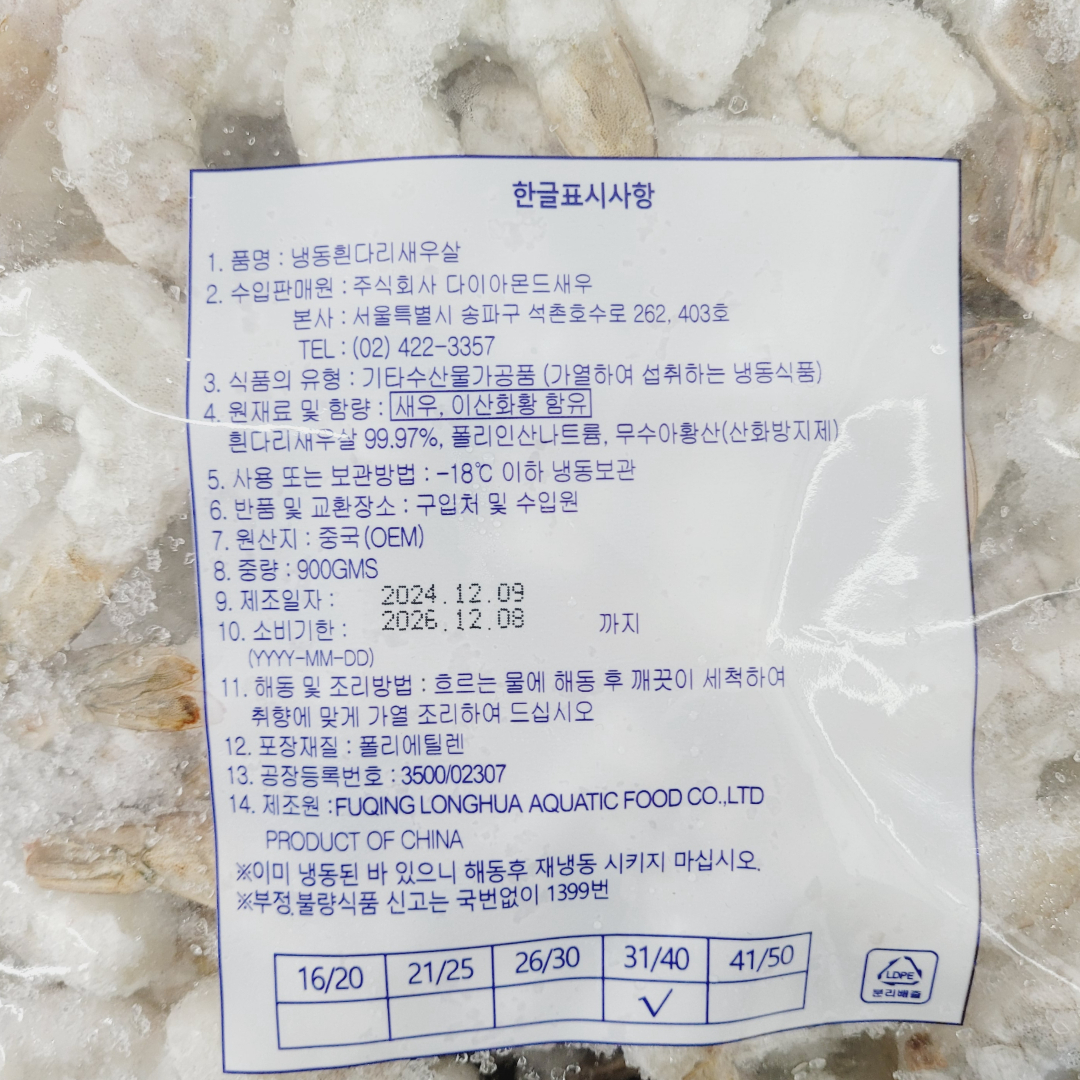 한글표시사항
1. 품명 : 냉동흰다리새우살
2. 수입판매원 : 주식회사 다이아몬드새우
본사 : 서울특별시 송파구 석촌호수로 262, 403호
TEL : (02) 422-3357
3. 식품의 유형 : 기타수산물가공품 (가열하여 섭취하는 냉동식품)
4. 원재료 및 함량 : 새우, 이산화황 함유
흰다리새우살 99.97%, 폴리인산나트륨, 무수아황산(산화방지제)
5. 사용 또는 보관방법 : -18℃ 이하 냉동보관
6. 반품 및 교환장소 : 구입처 및 수입원
7. 원산지 : 중국(OEM)
8. 중량 : 900GMS
9. 제조일자 : 2024.12.09
10. 소비기한 : 2026.12.08 까지
(YYYY-MM-DD)
11. 해동 및 조리방법 : 흐르는 물에 해동 후 깨끗이 세척하여
취향에 맞게 가열 조리하여 드십시오
12. 포장재질 : 폴리에틸렌
13. 공장등록번호 : 3500/02307
14. 제조원 :FUQING LONGHUA AQUATIC FOOD CO.,LTD
PRODUCT OF CHINA
※이미 냉동된 바 있으니 해동후 재냉동 시키지 마십시오.
※부정.불량식품 신고는 국번없이 1399번
16/20 21/25 26/30 31/40 41/50
✓
LDPE
분리배출